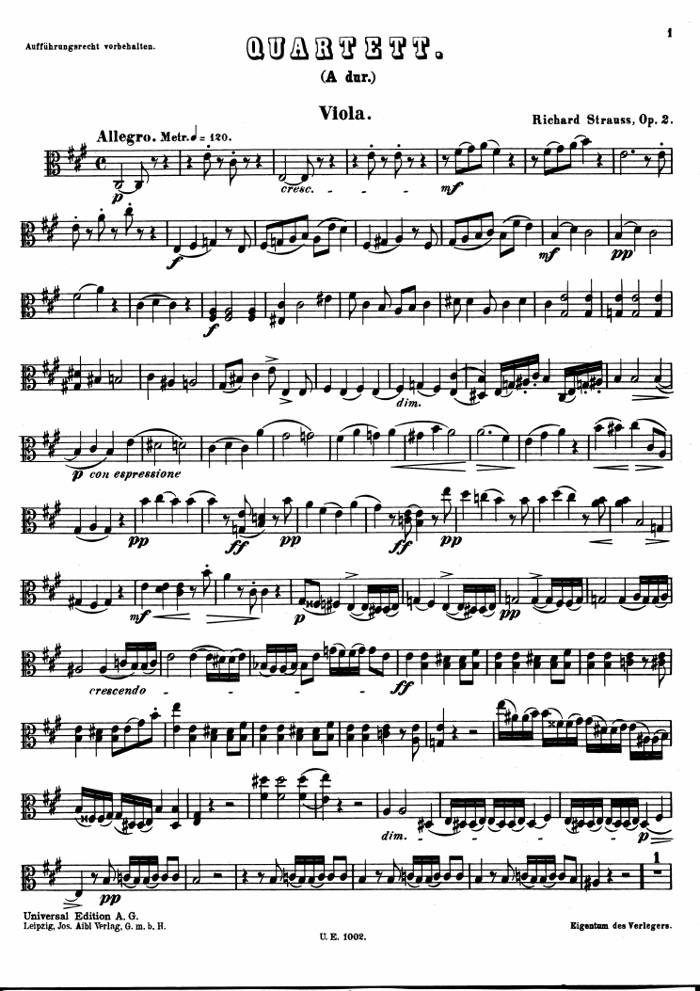 1
Aufführungsrecht vorbehalten.
QUARTETT.
(A dur.)
Viola.
Richard Strauss, Op. 2.
Allegro. Metr. ♩= 120.
p cresc. - - - mf
f mf pp
f
dim.
p con espressione
pp ff pp ff pp
mf p pp
crescendo - - - ff
dim. - - - p
pp 1
Universal Edition A. G.
Leipzig, Jos. Aibl Verlag, G. m. b. H.
U. E. 1002.
Eigentum des Verlegers.